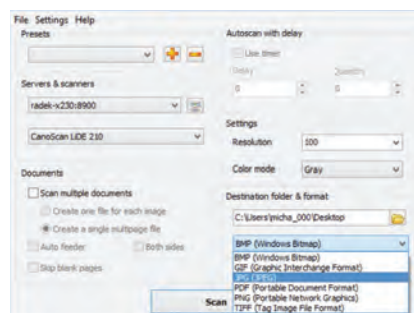 File Settings Help
Presets
Servers & scanners
radek-x230:8900
CanoScan LiDE 210
Documents
Scan multiple documents
Create one file for each image
Create a single multipage file
Auto feeder
Both sides
Skip blank pages
Autoscan with delay
Use timer
Delay
Quantity
0
0
Settings
Resolution
100
Color mode
Gray
Destination folder & format
C:\Users\micha_000\Desktop
BMP (Windows Bitmap)
BMP (Windows Bitmap)
GIF (Graphic Interchange Format)
JPG (JPEG)
PDF (Portable Document Format)
PNG (Portable Network Graphics)
TIFF (Tag Image File Format)
Scan